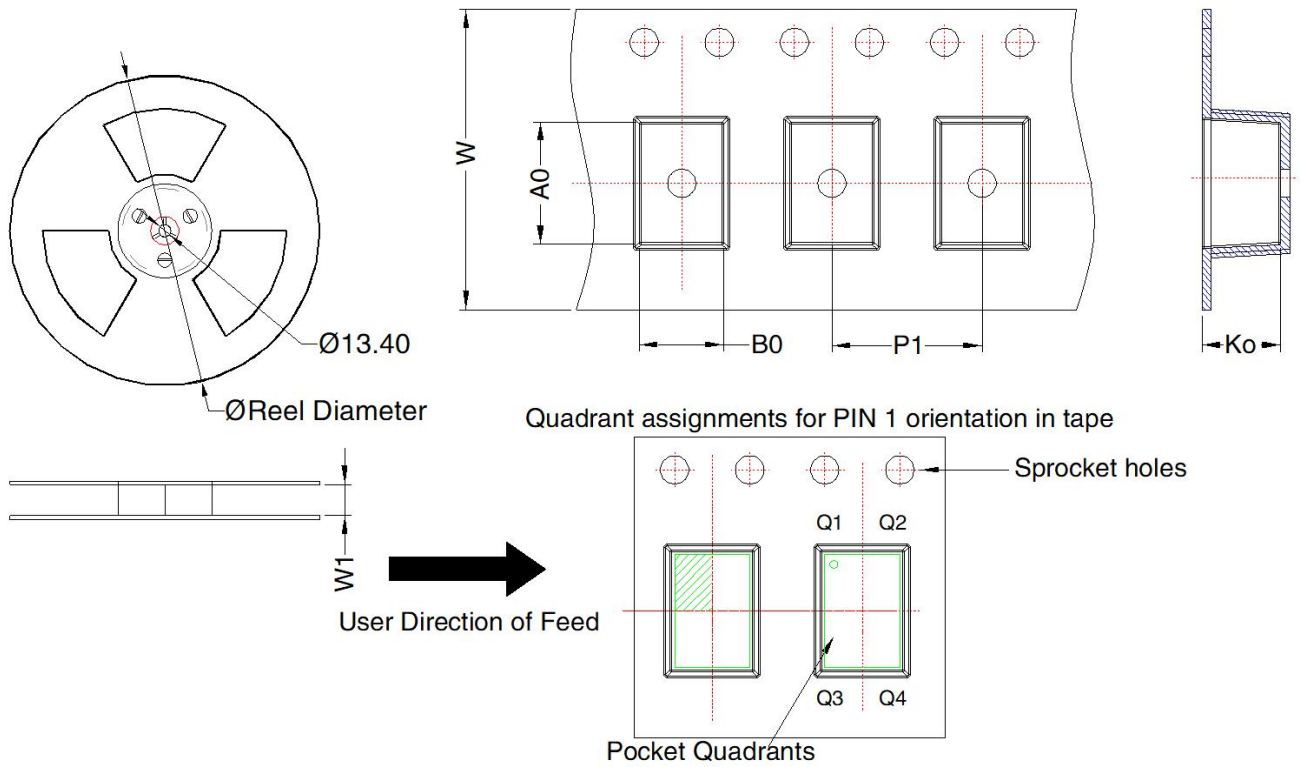 W
A0
B0
P1
Ko
Ø13.40
ØReel Diameter
Quadrant assignments for PIN 1 orientation in tape
Sprocket holes
Q1 Q2
W1
User Direction of Feed
Q3 Q4
Pocket Quadrants